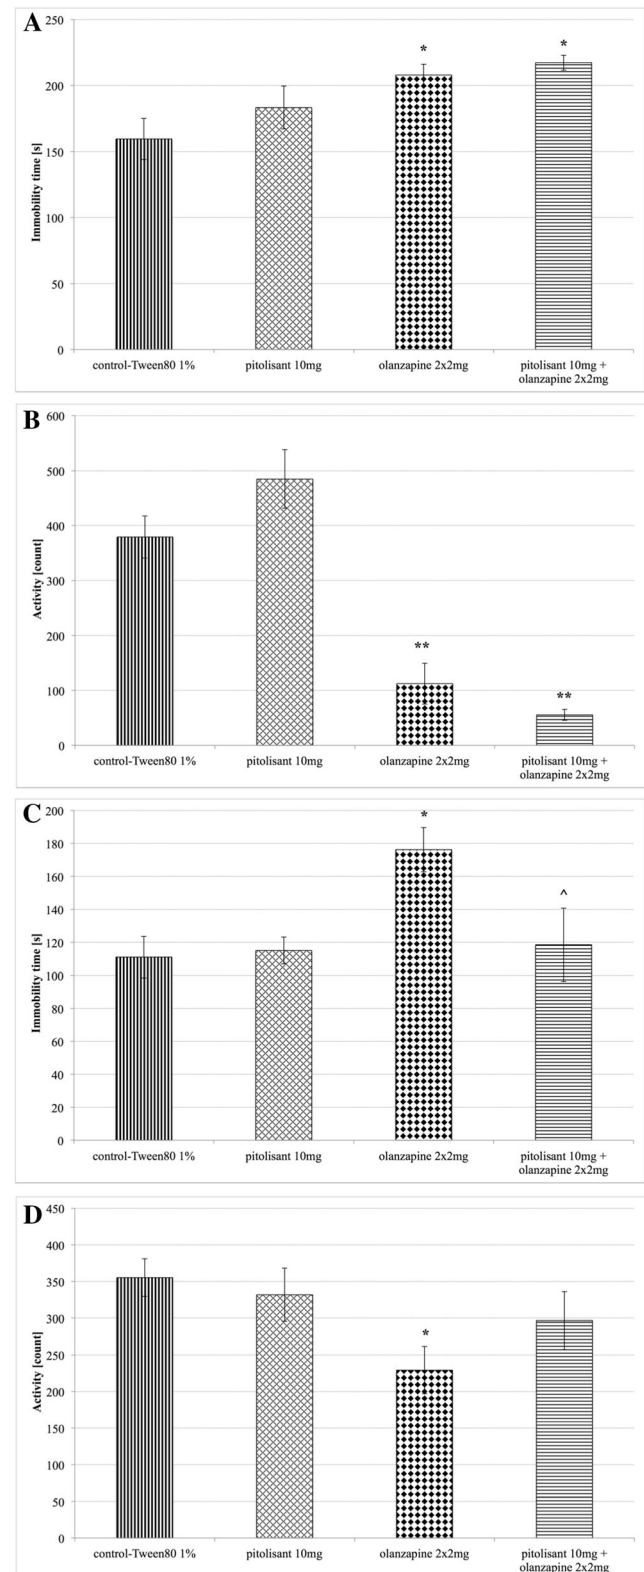 A
250
200
150
100
50
0
Immobility time [s]
*
*
control-Tween80 1%
pitolisant 10mg
olanzapine 2x2mg
pitolisant 10mg +
olanzapine 2x2mg
B
600
500
400
300
200
100
0
Activity [count]
**
**
control-Tween80 1%
pitolisant 10mg
olanzapine 2x2mg
pitolisant 10mg +
olanzapine 2x2mg
C
200
180
160
140
120
100
80
60
40
20
0
Immobility time [s]
*
^
control-Tween80 1%
pitolisant 10mg
olanzapine 2x2mg
pitolisant 10mg +
olanzapine 2x2mg
D
450
400
350
300
250
200
150
100
50
0
Activity [count]
*
control-Tween80 1%
pitolisant 10mg
olanzapine 2x2mg
pitolisant 10mg +
olanzapine 2x2mg